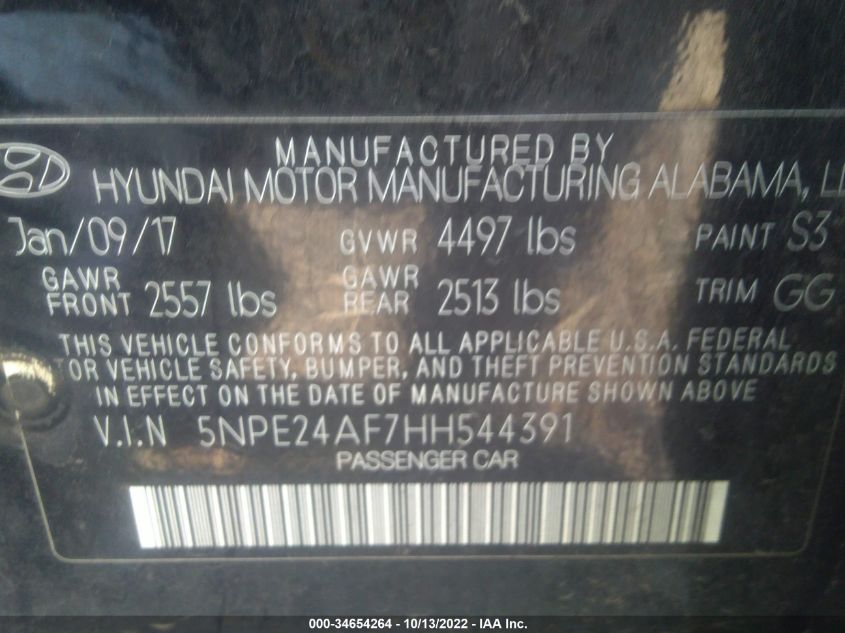 MANUFACTURED BY
HYUNDAI MOTOR MANUFACTURING ALABAMA,
Jan/09/17 GVWR 4497 lbs PAINT S3
GAWR FRONT 2557 lbs GAWR REAR 2513 lbs TRIM GG
THIS VEHICLE CONFORMS TO ALL APPLICABLE U.S.A. FEDERAL
OR VEHICLE SAFETY, BUMPER, AND THEFT PREVENTION STANDARDS
IN EFFECT ON THE DATE OF MANUFACTURE SHOWN ABOVE
V.I.N 5NPE24AF7HH544391
PASSENGER CAR
000-34654264 - 10/13/2022 - IAA Inc.